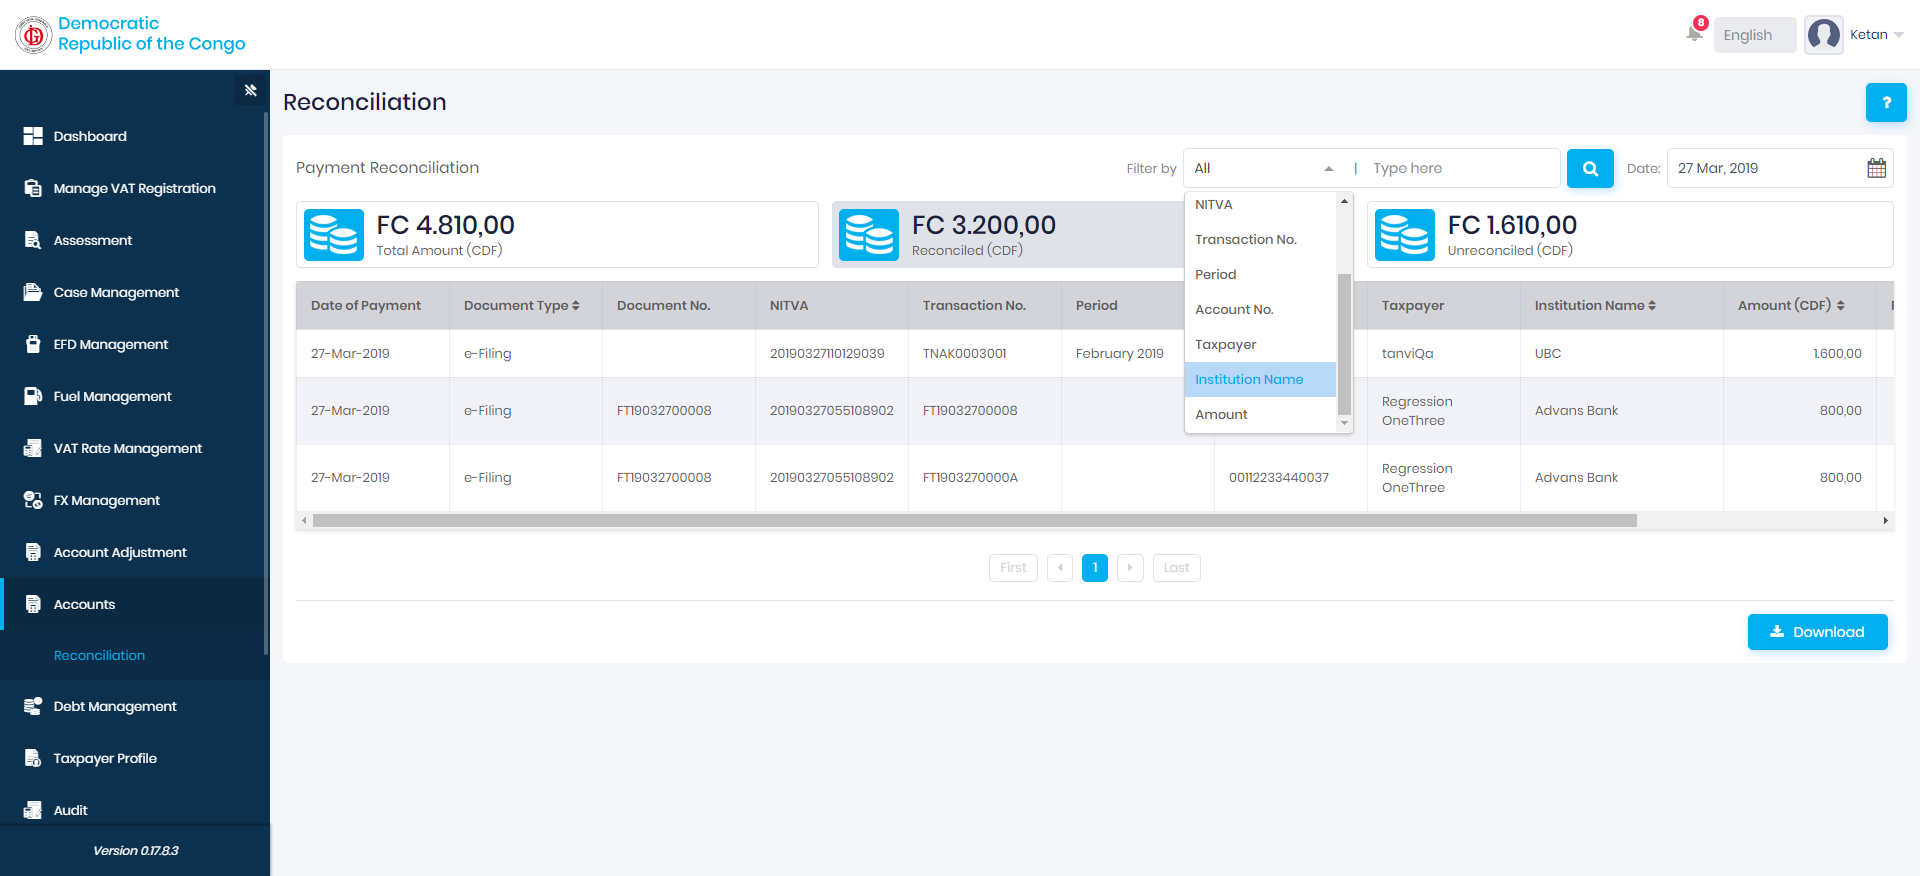 Democratic
Republic of the Congo
8
English
Ketan
Dashboard
Manage VAT Registration
Assessment
Case Management
EFD Management
Fuel Management
VAT Rate Management
FX Management
Account Adjustment
Accounts
Reconciliation
Debt Management
Taxpayer Profile
Audit
Version 0.17.8.3
Reconciliation
?
Payment Reconciliation
Filter by
All
|
Type here
Date:
27 Mar, 2019
FC 4.810,00
Total Amount (CDF)
FC 3.200,00
Reconciled (CDF)
FC 1.610,00
Unreconciled (CDF)
NITVA
Transaction No.
Period
Account No.
Taxpayer
Institution Name
Amount
Date of Payment Document Type Document No. NITVA Transaction No. Period Taxpayer Institution Name Amount (CDF)
27-Mar-2019 e-Filing 20190327110129039 TNAK0003001 February 2019 tanviQa UBC 1.600,00
27-Mar-2019 e-Filing FT19032700008 20190327055108902 FT19032700008 Regression OneThree Advans Bank 800,00
27-Mar-2019 e-Filing FT19032700008 20190327055108902 FT1903270000A 00112233440037 Regression OneThree Advans Bank 800,00
First
1
Last
Download